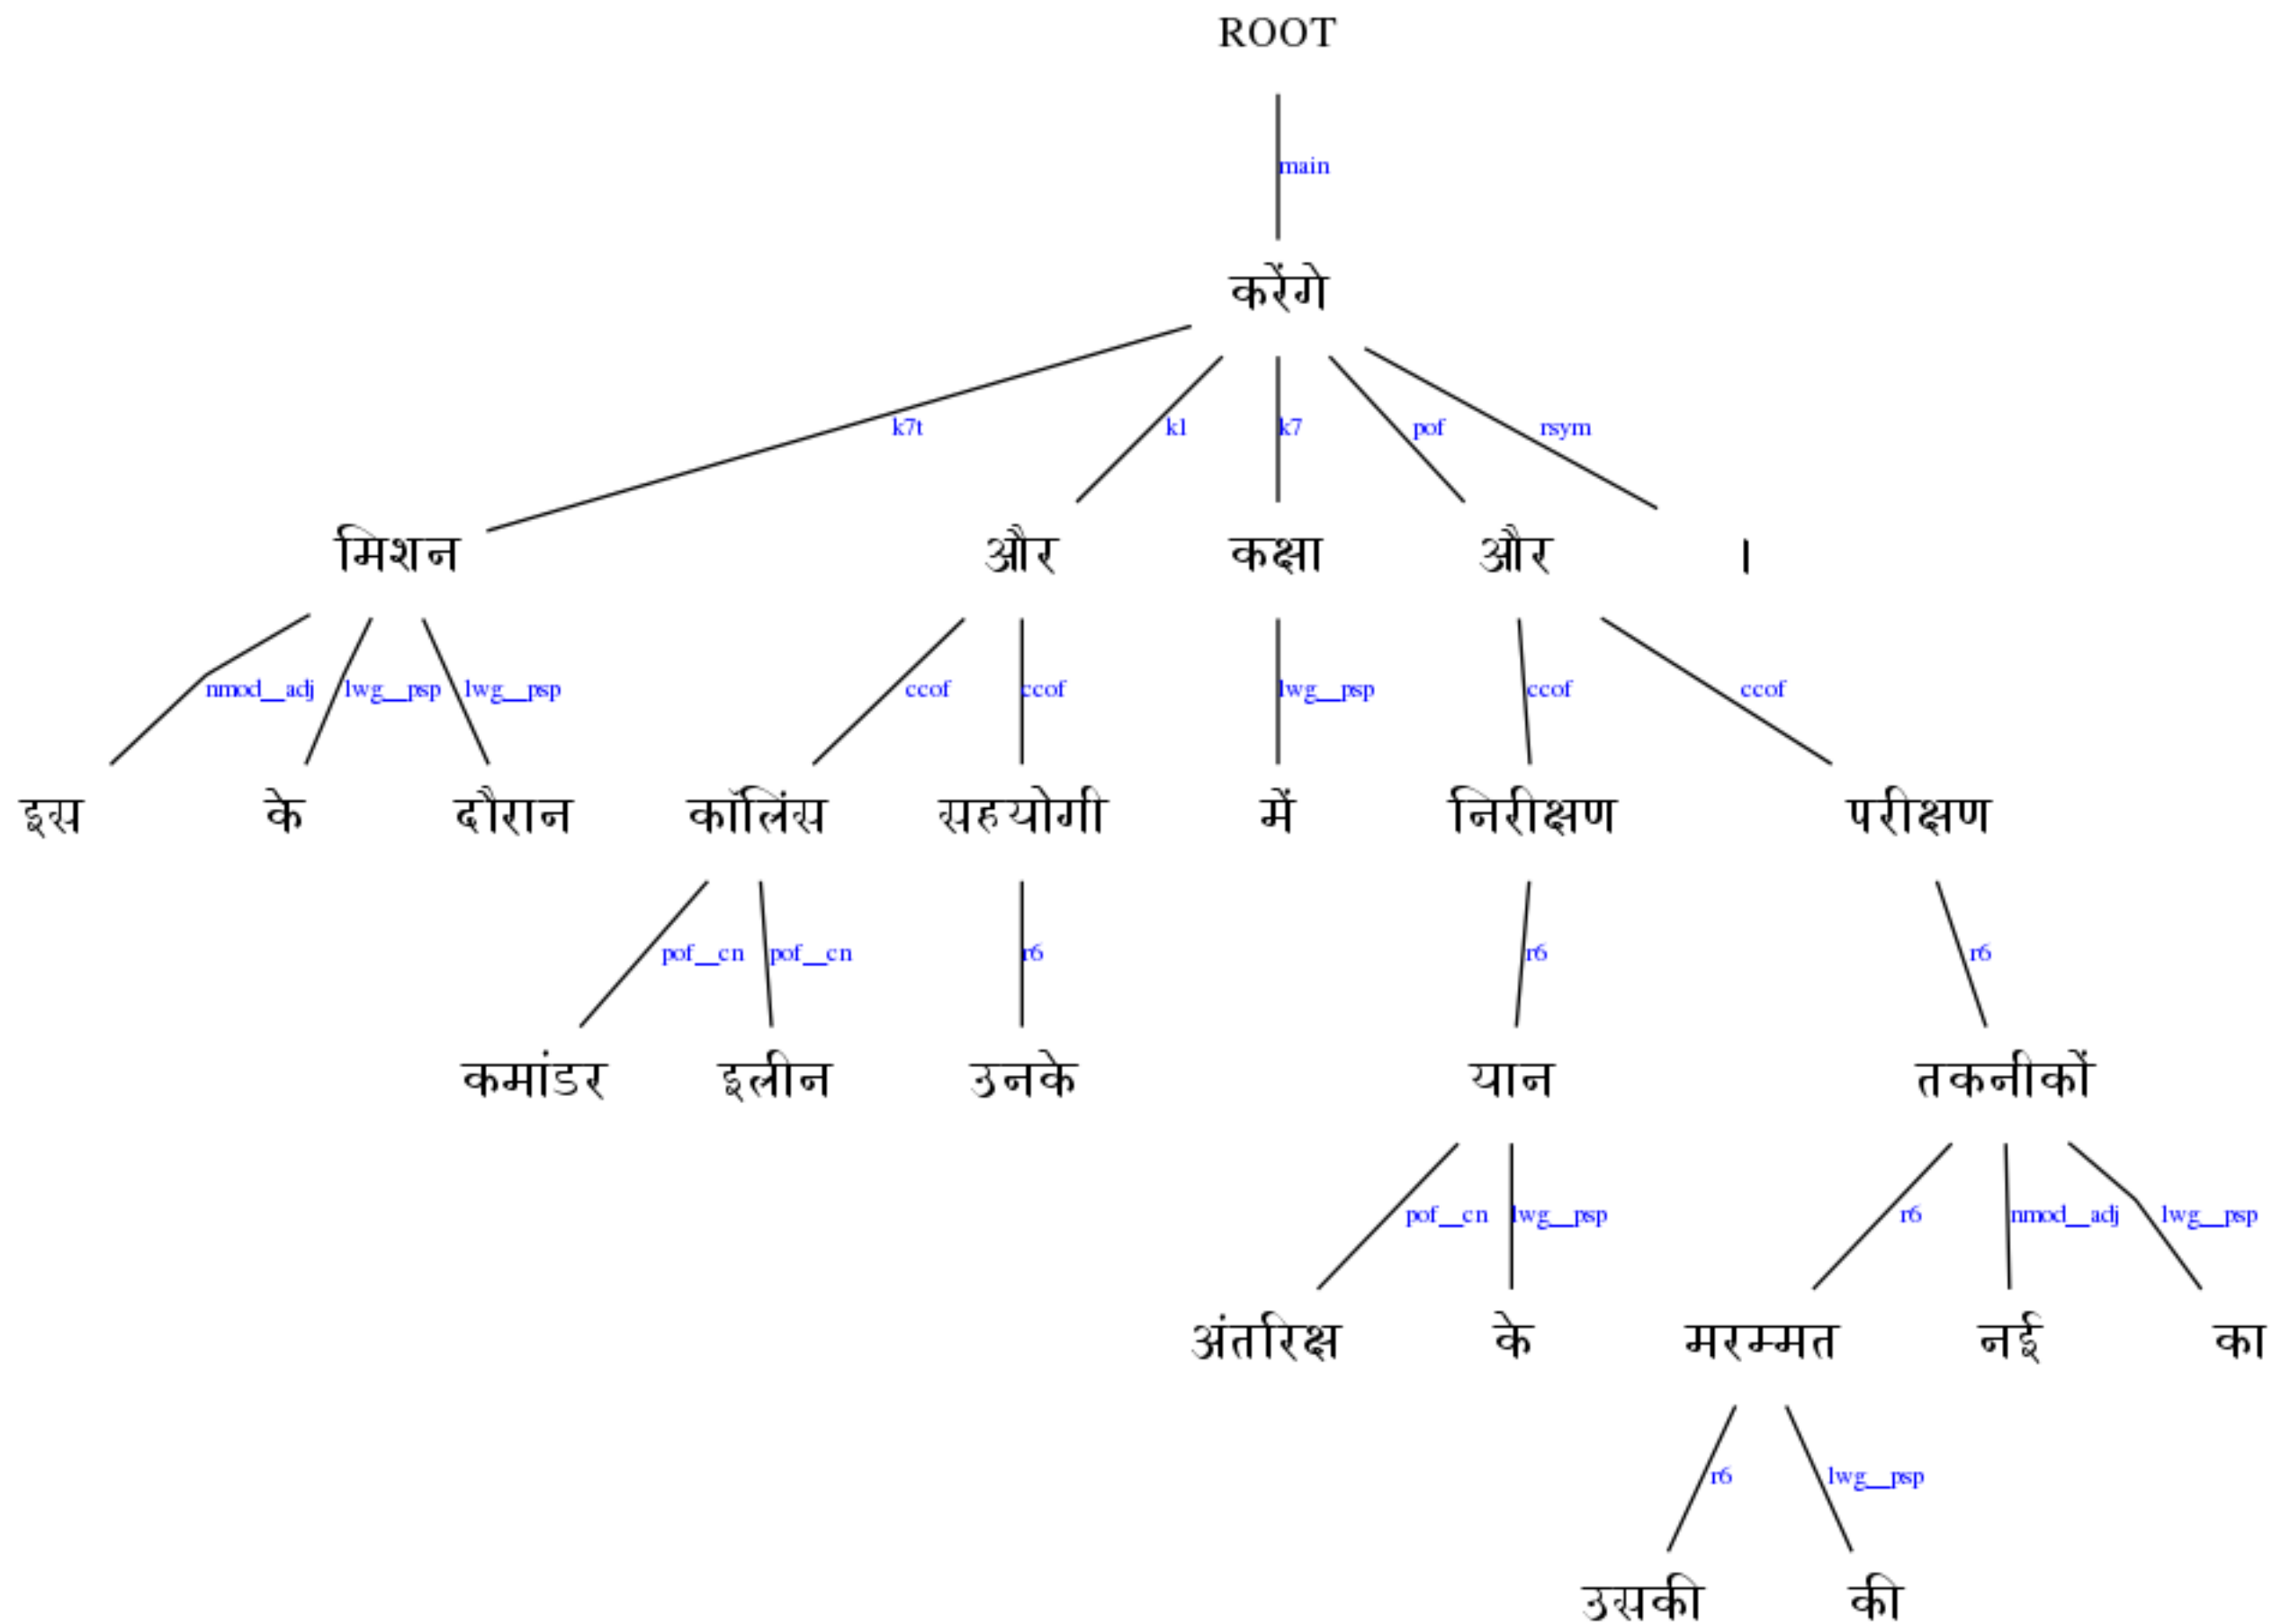 ROOT
main
करेंगे
k7t k1 k7 pof rsym
मिशन और कक्षा और ।
nmod__adj lwg__psp lwg__psp ccof ccof lwg__psp ccof ccof
इस के दौरान कॉलिंस सहयोगी में निरीक्षण परीक्षण
pof__cn pof__cn r6 r6 r6
कमांडर इलीन उनके यान तकनीकों
pof__cn lwg__psp r6 nmod__adj lwg__psp
अंतरिक्ष के मरम्मत नई का
r6 lwg__psp
उसकी की